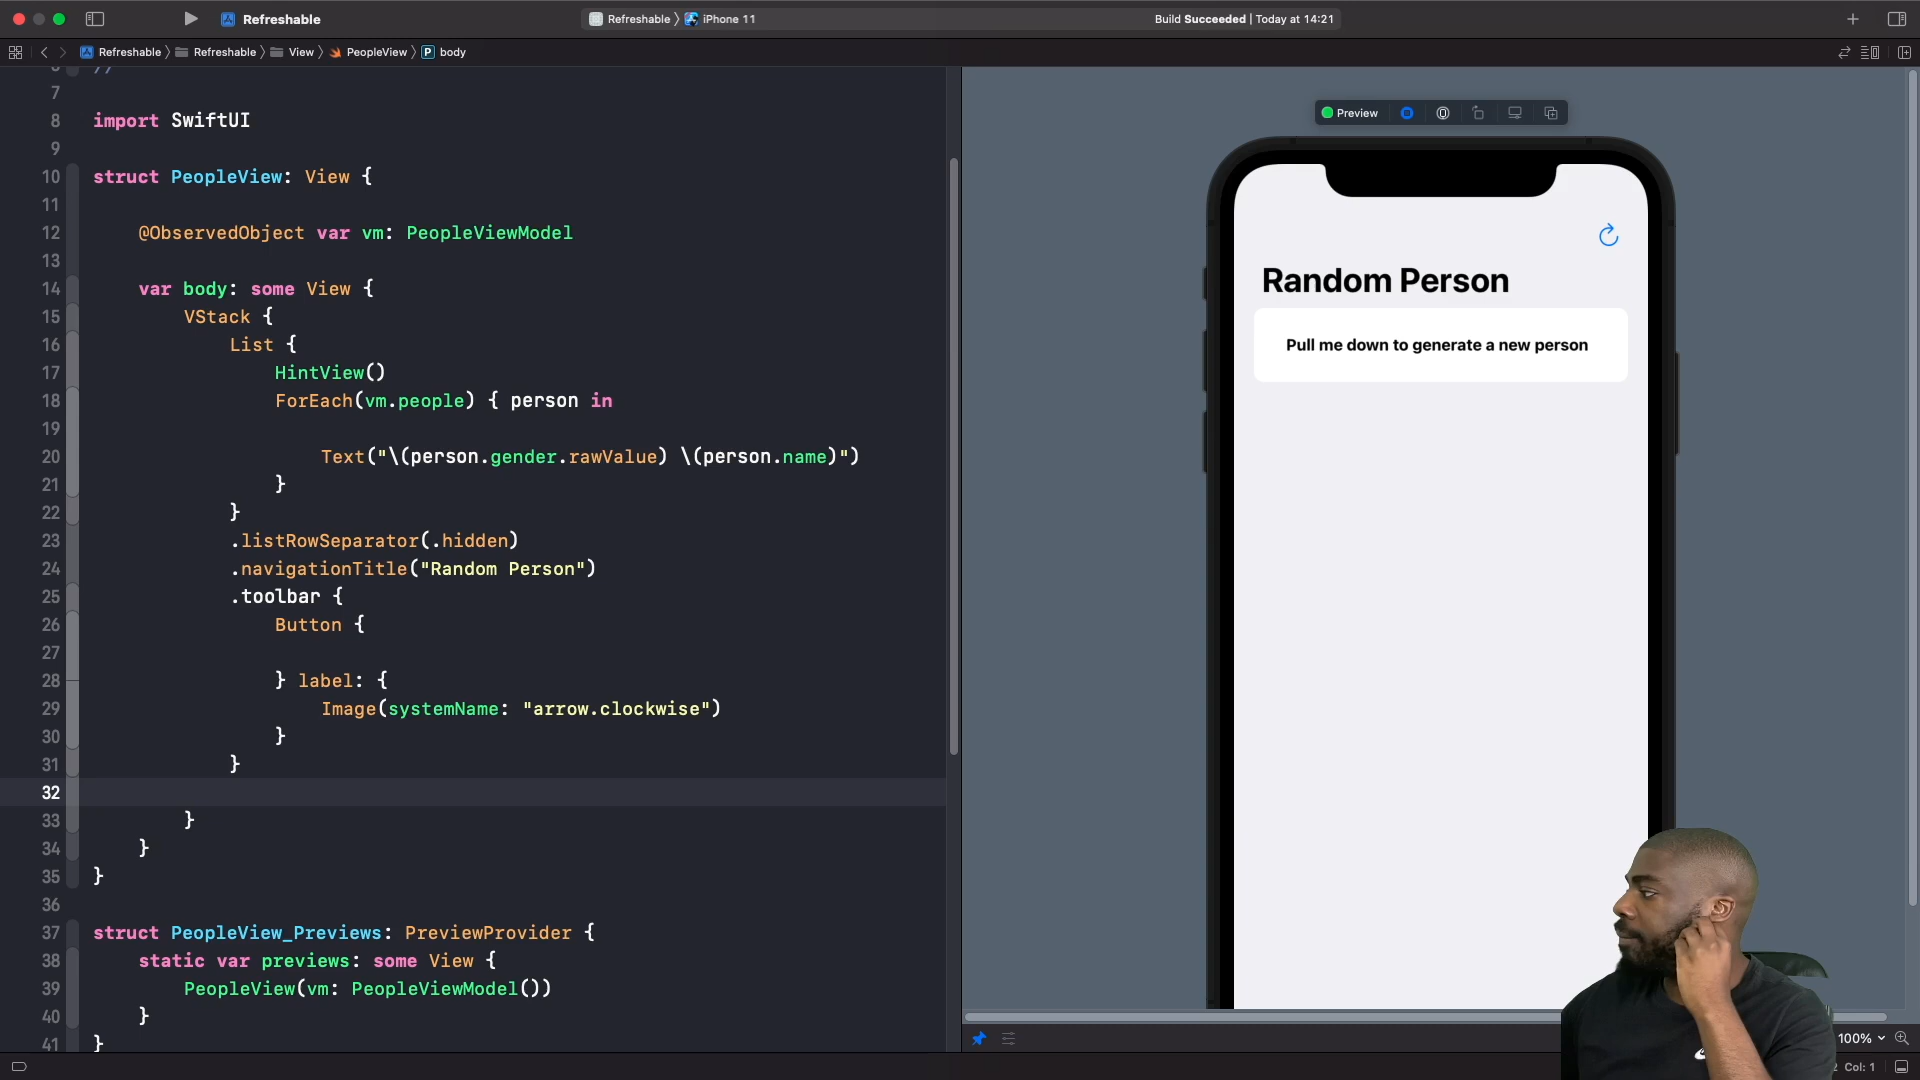 Refreshable
Refreshable
iPhone 11
Build Succeeded | Today at 14:21
Refreshable
Refreshable
View
PeopleView
P
body
//
7
8 import SwiftUI
9
10 struct PeopleView: View {
11
12 @ObservedObject var vm: PeopleViewModel
13
14 var body: some View {
15 VStack {
16 List {
17 HintView()
18 ForEach(vm.people) { person in
19
20 Text("\(person.gender.rawValue) \(person.name)")
21 }
22 }
23 .listRowSeparator(.hidden)
24 .navigationTitle("Random Person")
25 .toolbar {
26 Button {
27
28 } label: {
29 Image(systemName: "arrow.clockwise")
30 }
31 }
32
33 }
34 }
35 }
36
37 struct PeopleView_Previews: PreviewProvider {
38 static var previews: some View {
39 PeopleView(vm: PeopleViewModel())
40 }
41 }
Preview
Random Person
Pull me down to generate a new person
100%
Col: 1